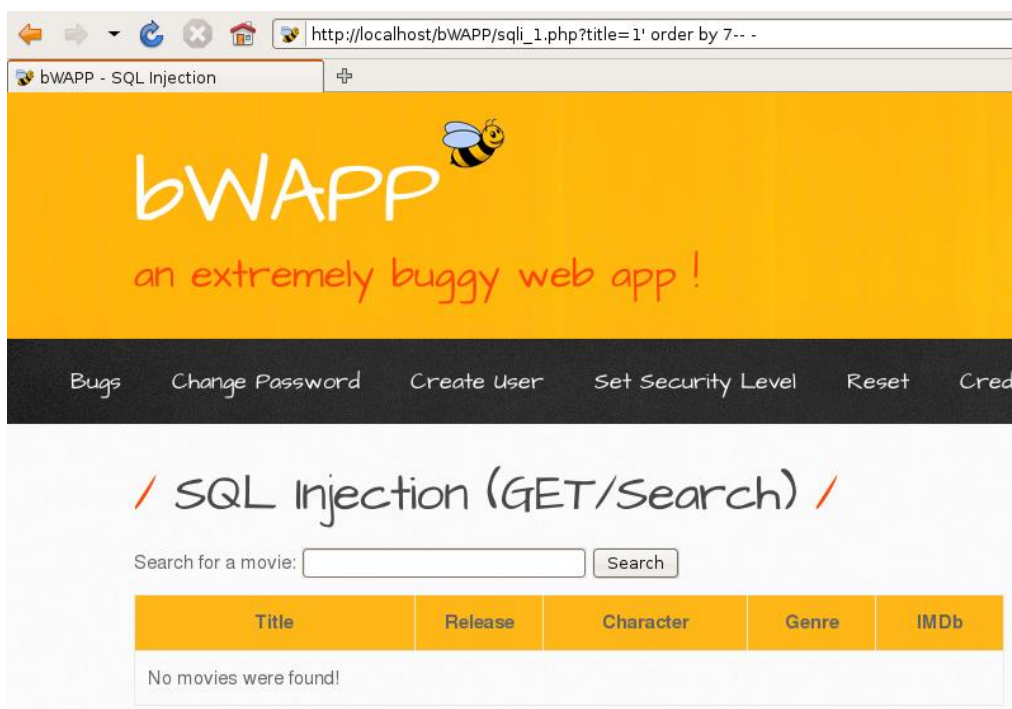 http://localhost/bWAPP/sqli_1.php?title=1' order by 7-- -
bWAPP - SQL Injection
bWAPP
an extremely buggy web app !
Bugs Change Password Create User Set Security Level Reset Cred
/ SQL Injection (GET/Search) /
Search for a movie: Search
Title Release Character Genre IMDb
No movies were found!